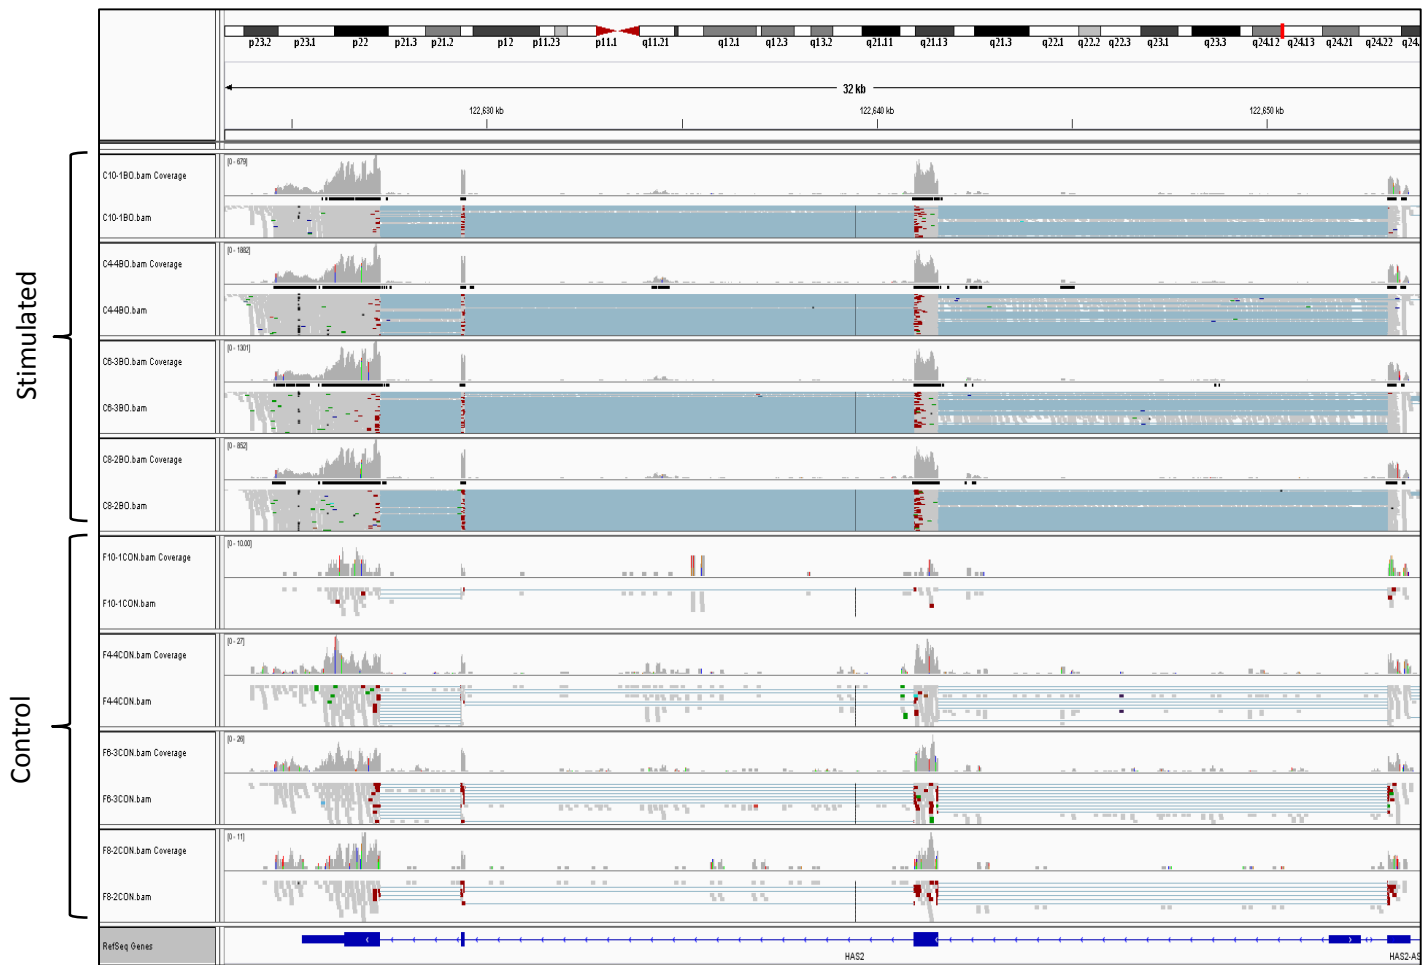 p23.2 p23.1 p22 p21.3 p21.2 p12 p11.23 p11.1 q11.21 q12.1 q12.3 q13.2 q21.11 q21.13 q21.3 q22.1 q22.2 q22.3 q23.1 q23.3 q24.12 q24.13 q24.21 q24.22 q24.
32 kb
122,630 kb 122,640 kb 122,650 kb
Stimulated
[0 - 679]
C10-1BO.bam Coverage
C10-1BO.bam
[0 - 1882]
C4-4BO.bam Coverage
C4-4BO.bam
[0 - 1301]
C6-3BO.bam Coverage
C6-3BO.bam
[0 - 852]
C8-2BO.bam Coverage
C8-2BO.bam
Control
[0 - 10.00]
F10-1CON.bam Coverage
F10-1CON.bam
[0 - 27]
F4-4CON.bam Coverage
F4-4CON.bam
[0 - 26]
F6-3CON.bam Coverage
F6-3CON.bam
[0 - 11]
F8-2CON.bam Coverage
F8-2CON.bam
RefSeq Genes
HAS2 HAS2-AS